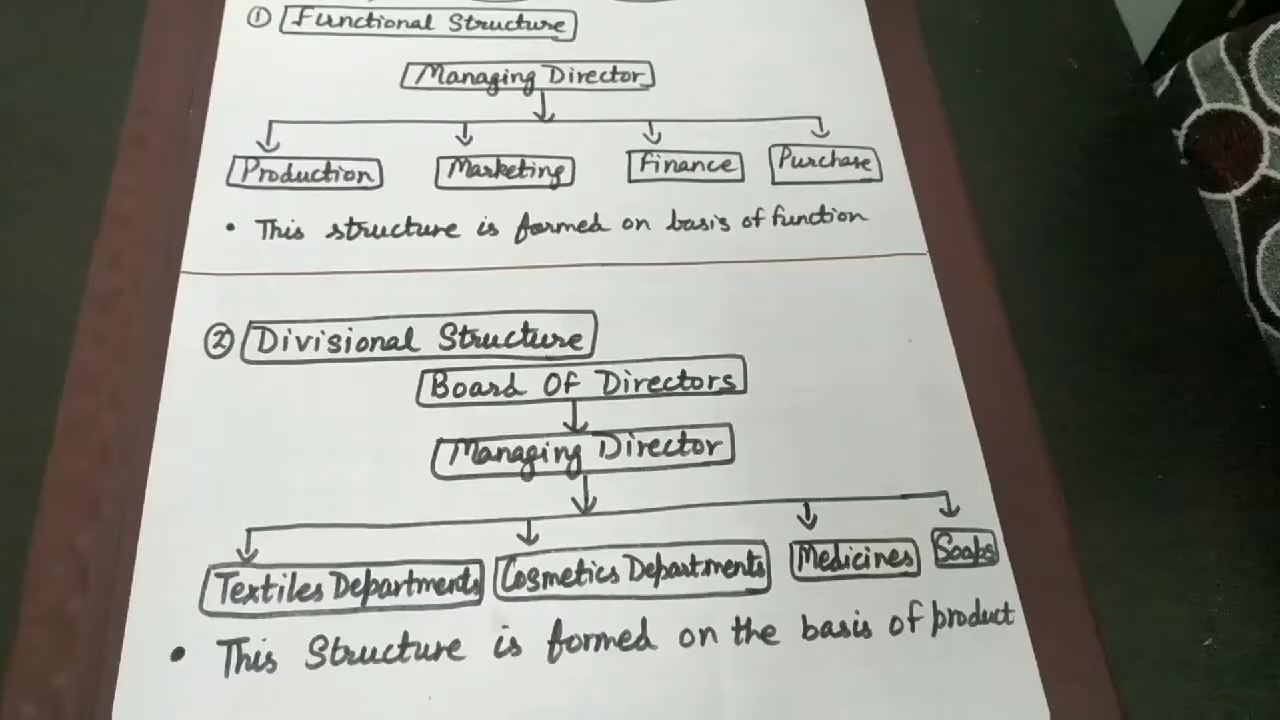 ① Functional Structure
Managing Director
Production Marketing Finance Purchase
• This structure is formed on basis of function
② Divisional Structure
Board Of Directors
Managing Director
Textiles Departments Cosmetics Departments Medicines Soaps
• This Structure is formed on the basis of product